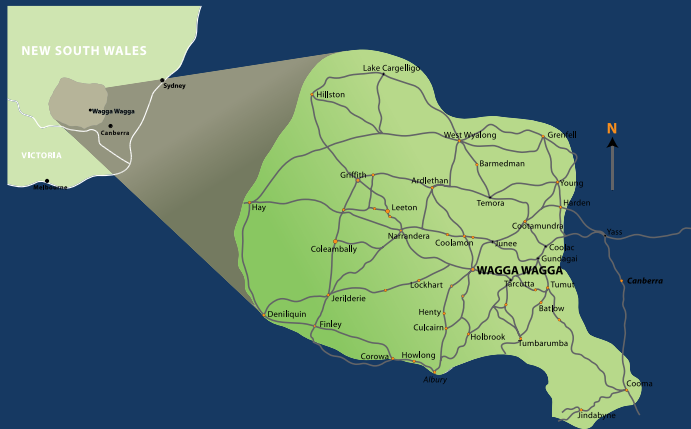 NEW SOUTH WALES
Sydney
Wagga Wagga
Canberra
VICTORIA
Melbourne
Lake Cargelligo
Hillston
West Wyalong
Grenfell
N
Barmedman
Griffith
Ardlethan
Young
Hay
Leeton
Temora
Harden
Cootamundra
Yass
Narrandera
Coolamon
Junee
Coolac
Coleambally
Gundagai
WAGGA WAGGA
Canberra
Lockhart
Tarcutta
Tumut
Jerilderie
Deniliquin
Henty
Batlow
Finley
Culcairn
Holbrook
Tumbarumba
Corowa
Howlong
Albury
Cooma
Jindabyne